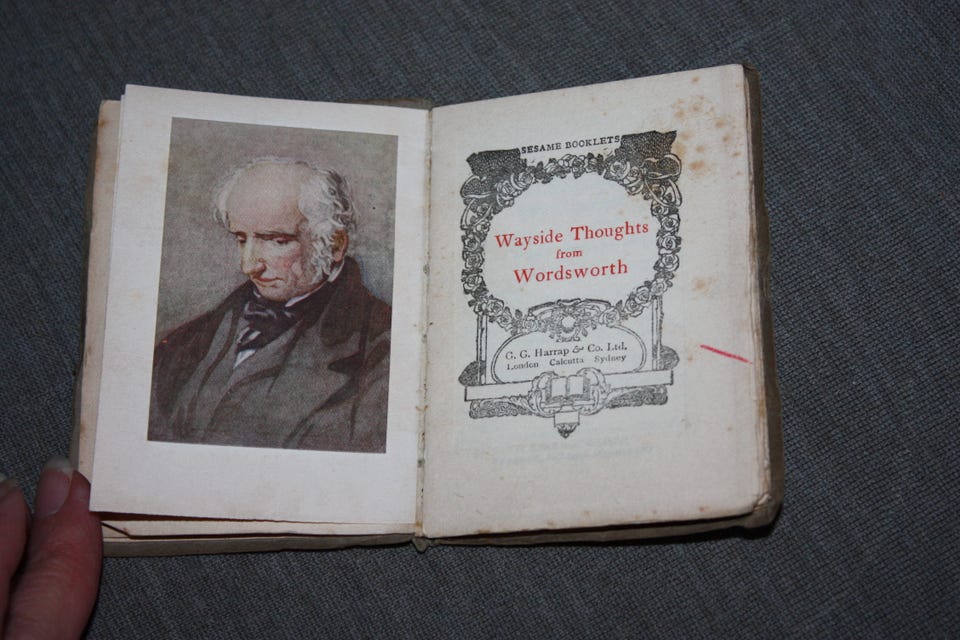 SESAME BOOKLETS
Wayside Thoughts
from
Wordsworth
G. G. Harrap & Co. Ltd.
London Calcutta Sydney